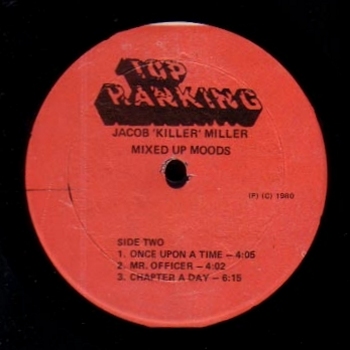 TOP
RANKING
JACOB 'KILLER' MILLER
MIXED UP MOODS
(P) (C) 1980
SIDE TWO
1. ONCE UPON A TIME – 4:05
2. MR. OFFICER – 4:02
3. CHAPTER A DAY – 6:15